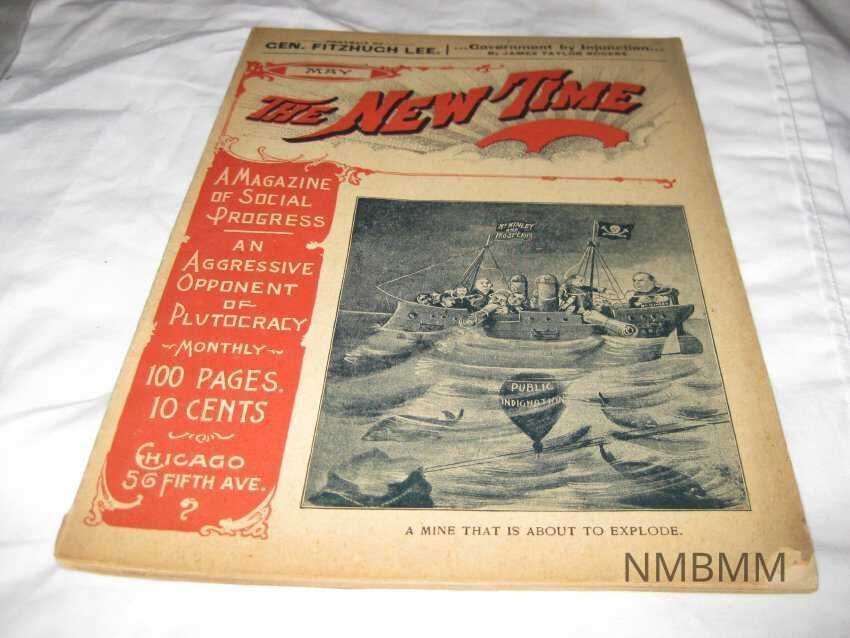 PORTRAIT OF
GEN. FITZHUGH LEE.
...Government by Injunction...
By JAMES TAYLOR ROGERS
MAY
THE NEW TIME
A MAGAZINE
OF SOCIAL
PROGRESS
AN
AGGRESSIVE
OPPONENT
OF
PLUTOCRACY
MONTHLY
100 PAGES.
10 CENTS
CHICAGO
56 FIFTH AVE.
McKINLEY
AND
PROSPERITY
PUBLIC
INDIGNATION
A MINE THAT IS ABOUT TO EXPLODE.
NMBMM